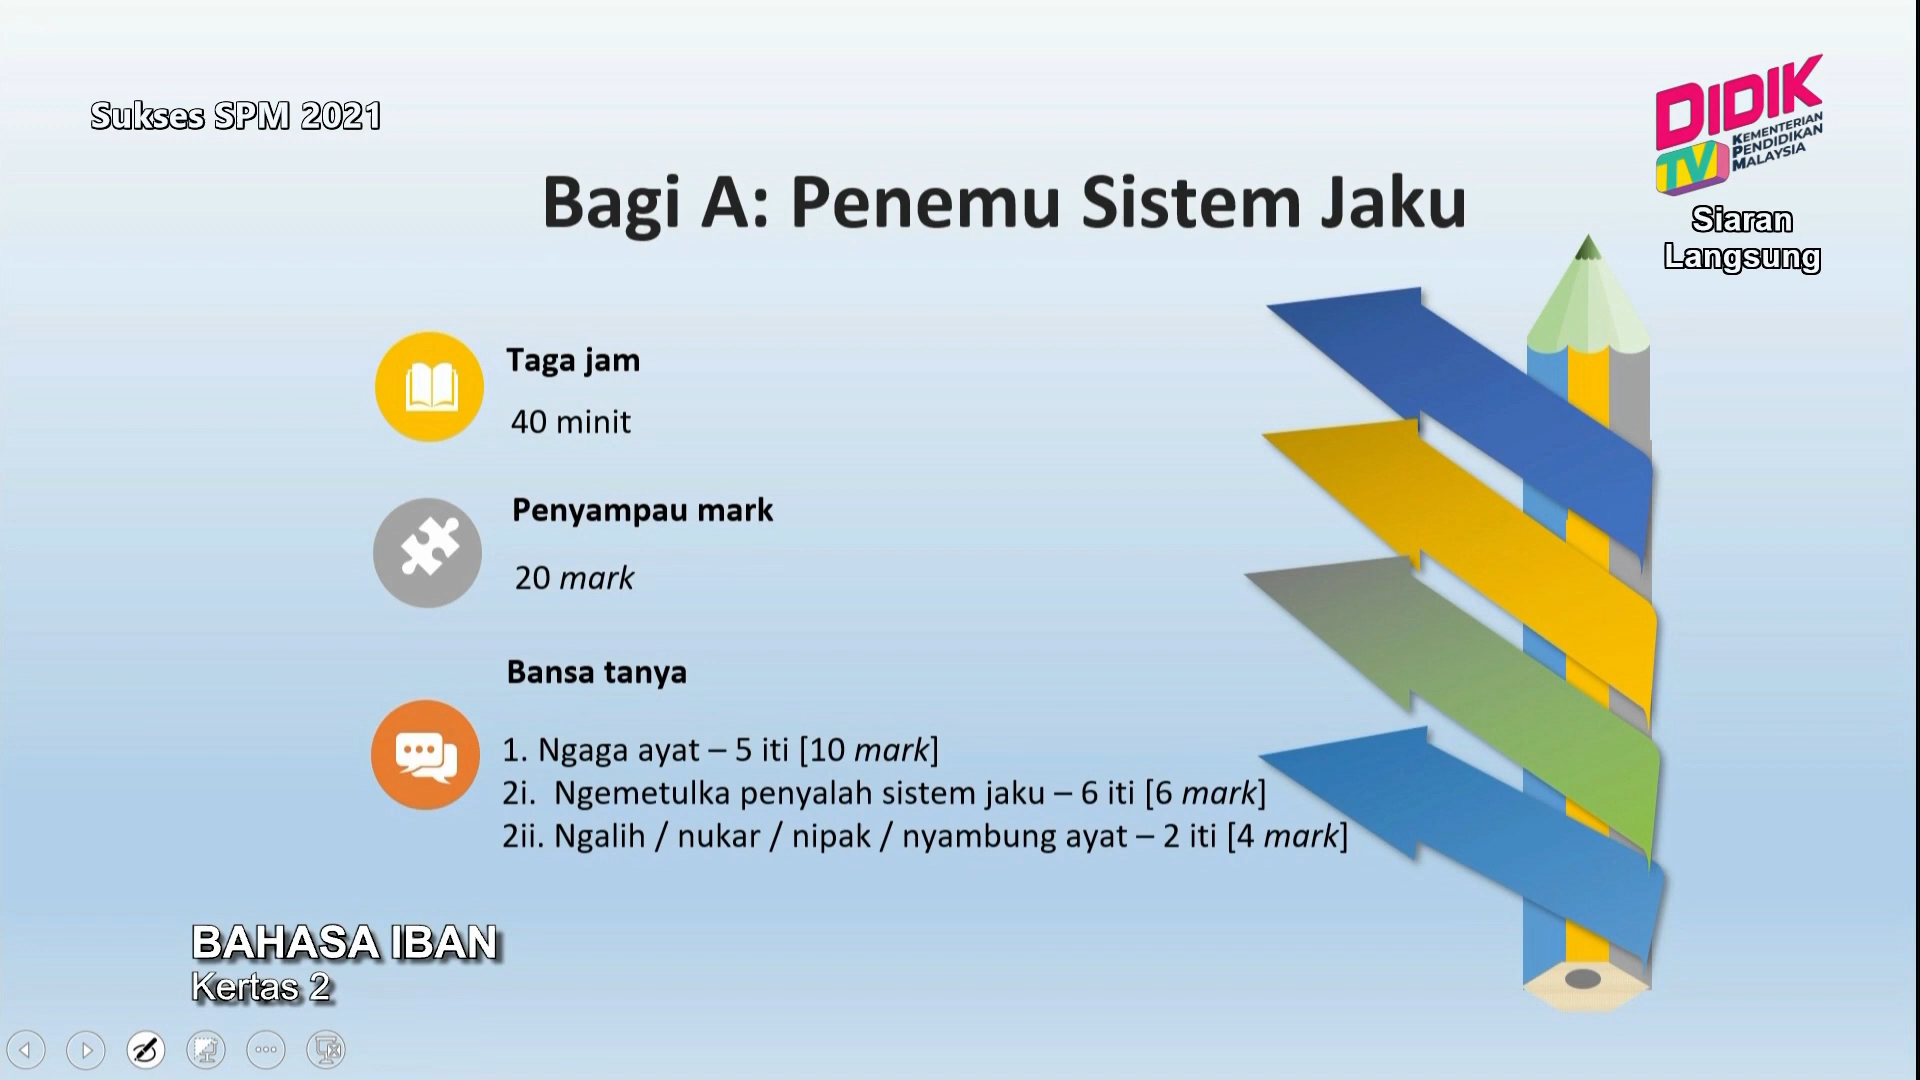 Sukses SPM 2021
DIDIK
TV
KEMENTERIAN
PENDIDIKAN
MALAYSIA
Siaran
Langsung
Bagi A: Penemu Sistem Jaku
Taga jam
40 minit
Penyampau mark
20 mark
Bansa tanya
1. Ngaga ayat – 5 iti [10 mark]
2i. Ngemetulka penyalah sistem jaku – 6 iti [6 mark]
2ii. Ngalih / nukar / nipak / nyambung ayat – 2 iti [4 mark]
BAHASA IBAN
Kertas 2